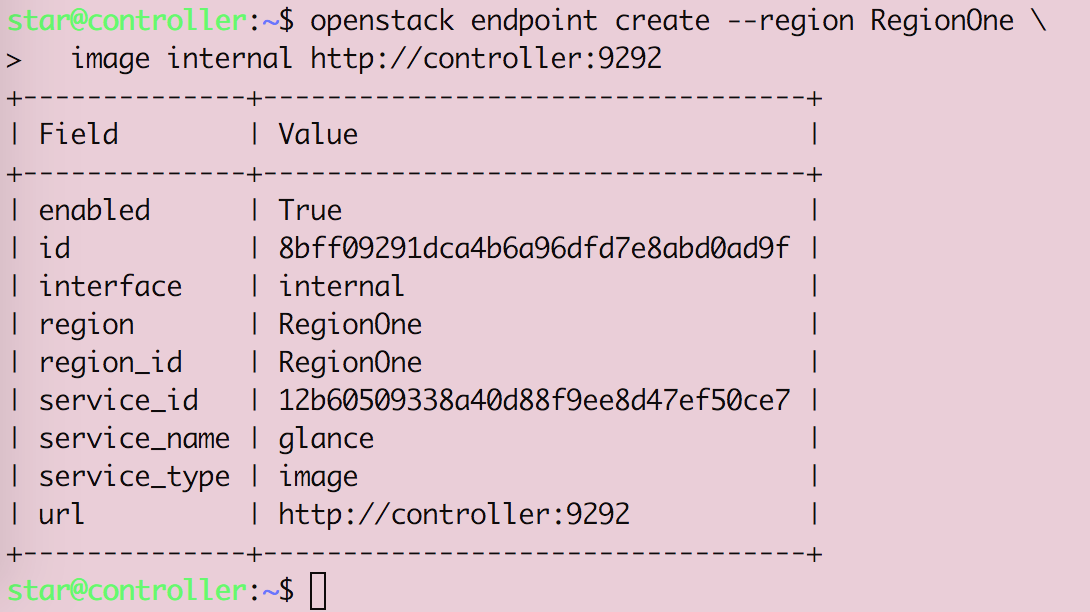 star@controller:~$ openstack endpoint create --region RegionOne \
>   image internal http://controller:9292
+--------------+----------------------------------+
| Field        | Value                            |
+--------------+----------------------------------+
| enabled      | True                             |
| id           | 8bff09291dca4b6a96dfd7e8abd0ad9f |
| interface    | internal                         |
| region       | RegionOne                        |
| region_id    | RegionOne                        |
| service_id   | 12b60509338a40d88f9ee8d47ef50ce7 |
| service_name | glance                           |
| service_type | image                            |
| url          | http://controller:9292           |
+--------------+----------------------------------+
star@controller:~$